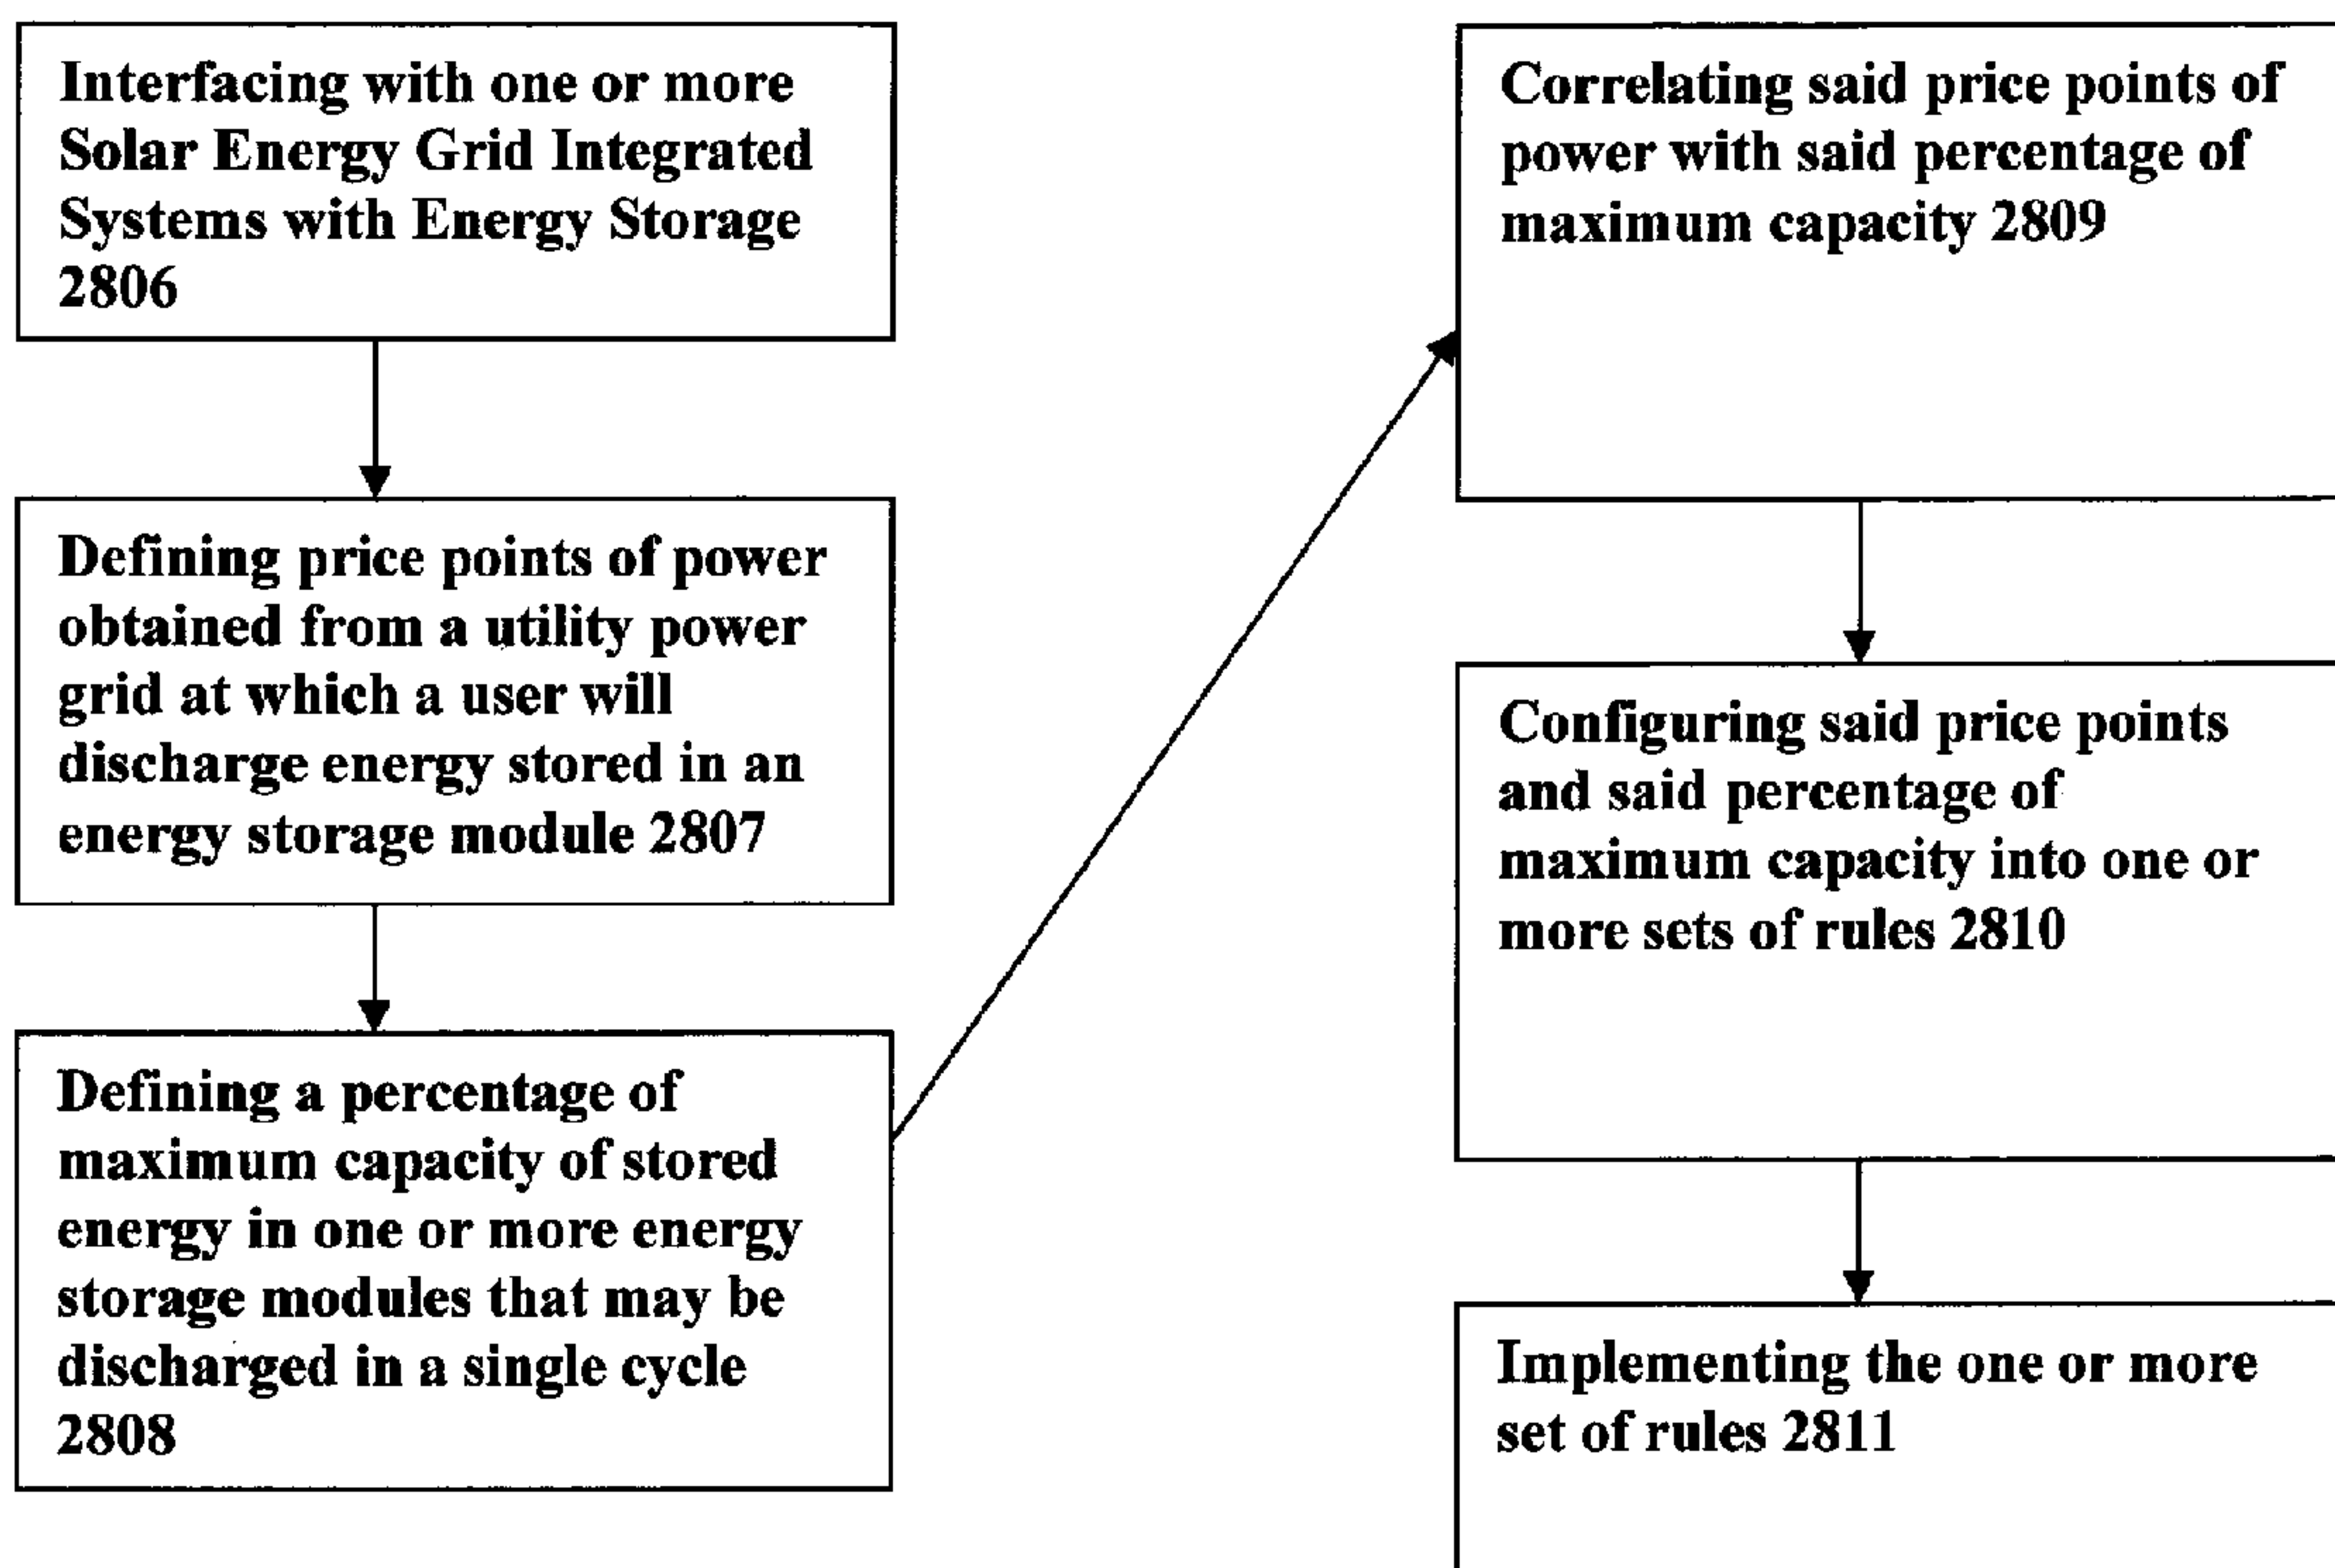 Interfacing with one or more
Solar Energy Grid Integrated
Systems with Energy Storage
2806
Defining price points of power
obtained from a utility power
grid at which a user will
discharge energy stored in an
energy storage module 2807
Defining a percentage of
maximum capacity of stored
energy in one or more energy
storage modules that may be
discharged in a single cycle
2808
Correlating said price points of
power with said percentage of
maximum capacity 2809
Configuring said price points
and said percentage of
maximum capacity into one or
more sets of rules 2810
Implementing the one or more
set of rules 2811